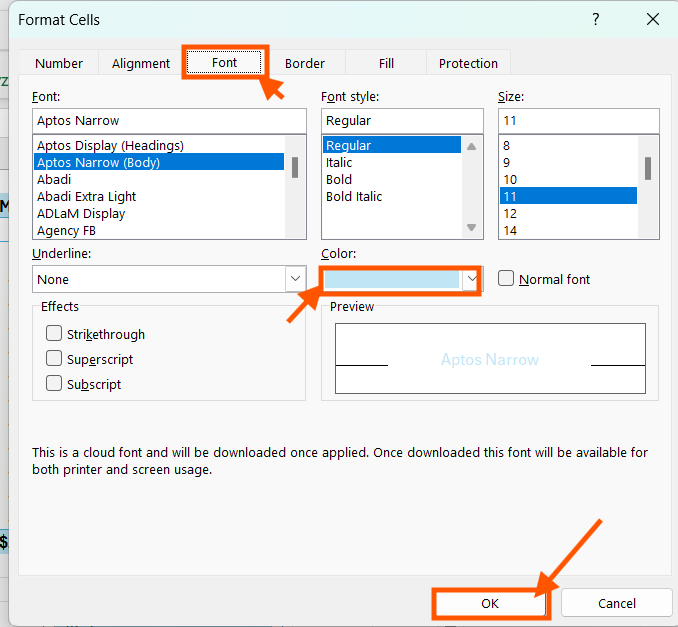 Format Cells
?
Number Alignment Font Border Fill Protection
Font: Font style: Size:
Aptos Narrow Regular 11
Aptos Display (Headings) Regular 8
Aptos Narrow (Body) Italic 9
Abadi Bold 10
Abadi Extra Light Bold Italic 11
ADLaM Display 12
Agency FB 14
Underline: Color:
None Normal font
Effects Preview
Strikethrough
Superscript Aptos Narrow
Subscript
This is a cloud font and will be downloaded once applied. Once downloaded this font will be available for
both printer and screen usage.
$
OK Cancel